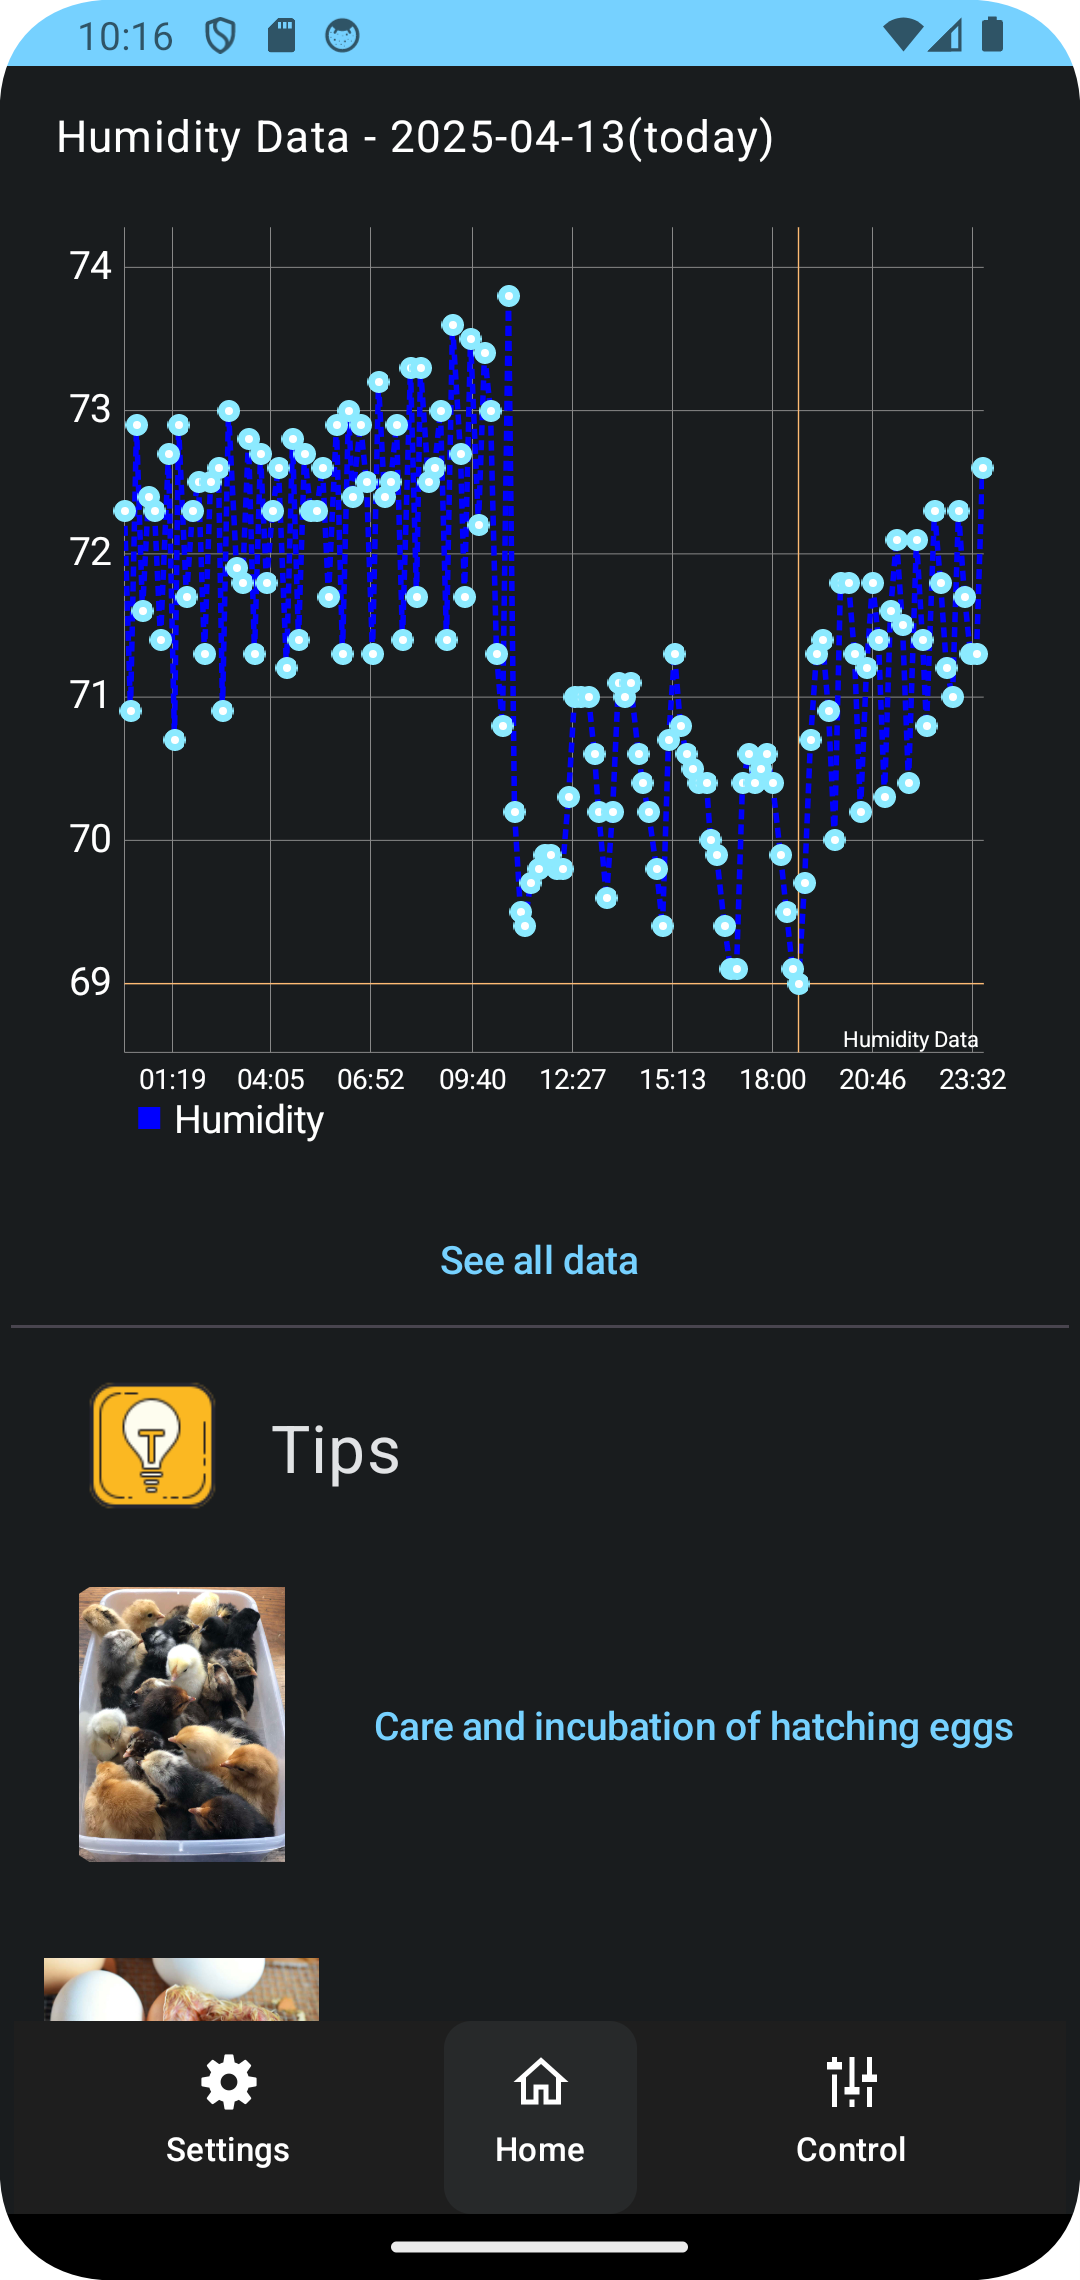 10:16
Humidity Data - 2025-04-13(today)
74
73
72
71
70
69
Humidity Data
01:19 04:05 06:52 09:40 12:27 15:13 18:00 20:46 23:32
Humidity
See all data
T
Tips
Care and incubation of hatching eggs
Settings Home Control